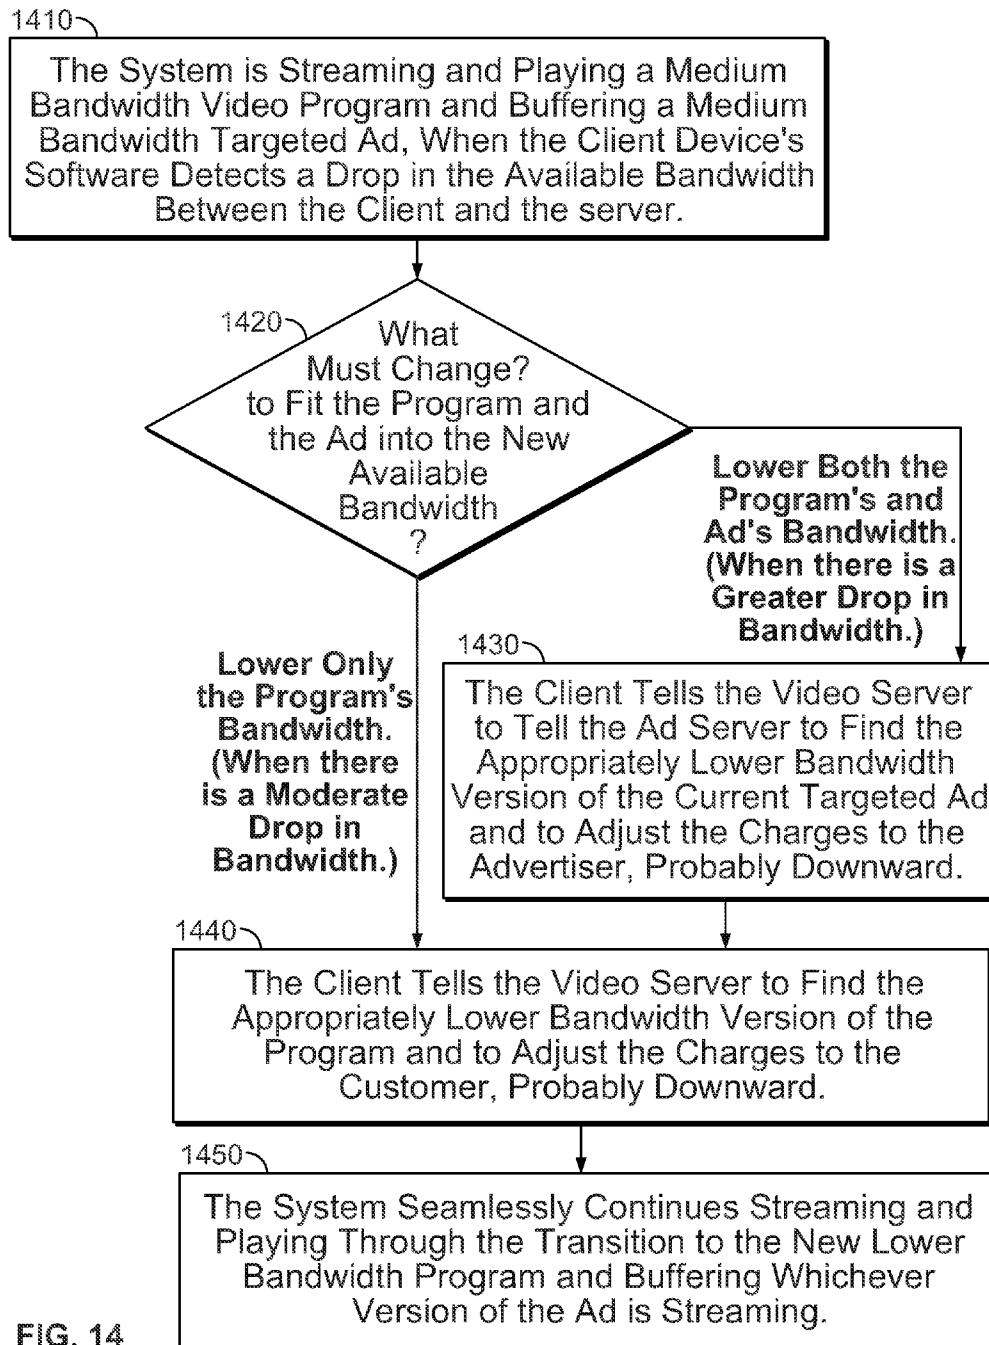 1410
The System is Streaming and Playing a Medium
Bandwidth Video Program and Buffering a Medium
Bandwidth Targeted Ad, When the Client Device's
Software Detects a Drop in the Available Bandwidth
Between the Client and the server.
1420
What
Must Change?
to Fit the Program and
the Ad into the New
Available
Bandwidth
?
Lower Both the
Program's and
Ad's Bandwidth.
(When there is a
Greater Drop in
Bandwidth.)
Lower Only
the Program's
Bandwidth.
(When there
is a Moderate
Drop in
Bandwidth.)
1430
The Client Tells the Video Server
to Tell the Ad Server to Find the
Appropriately Lower Bandwidth
Version of the Current Targeted Ad
and to Adjust the Charges to the
Advertiser, Probably Downward.
1440
The Client Tells the Video Server to Find the
Appropriately Lower Bandwidth Version of the
Program and to Adjust the Charges to the
Customer, Probably Downward.
1450
The System Seamlessly Continues Streaming and
Playing Through the Transition to the New Lower
Bandwidth Program and Buffering Whichever
Version of the Ad is Streaming.
FIG. 14